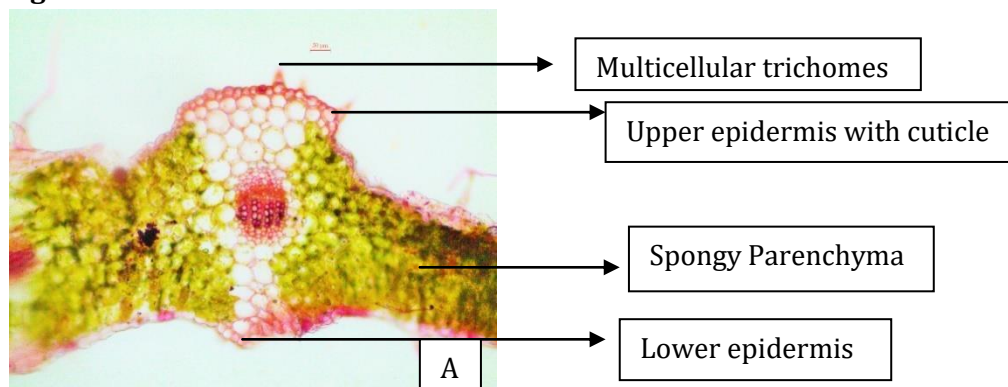 Multicellular trichomes
Upper epidermis with cuticle
Spongy Parenchyma
Lower epidermis
A